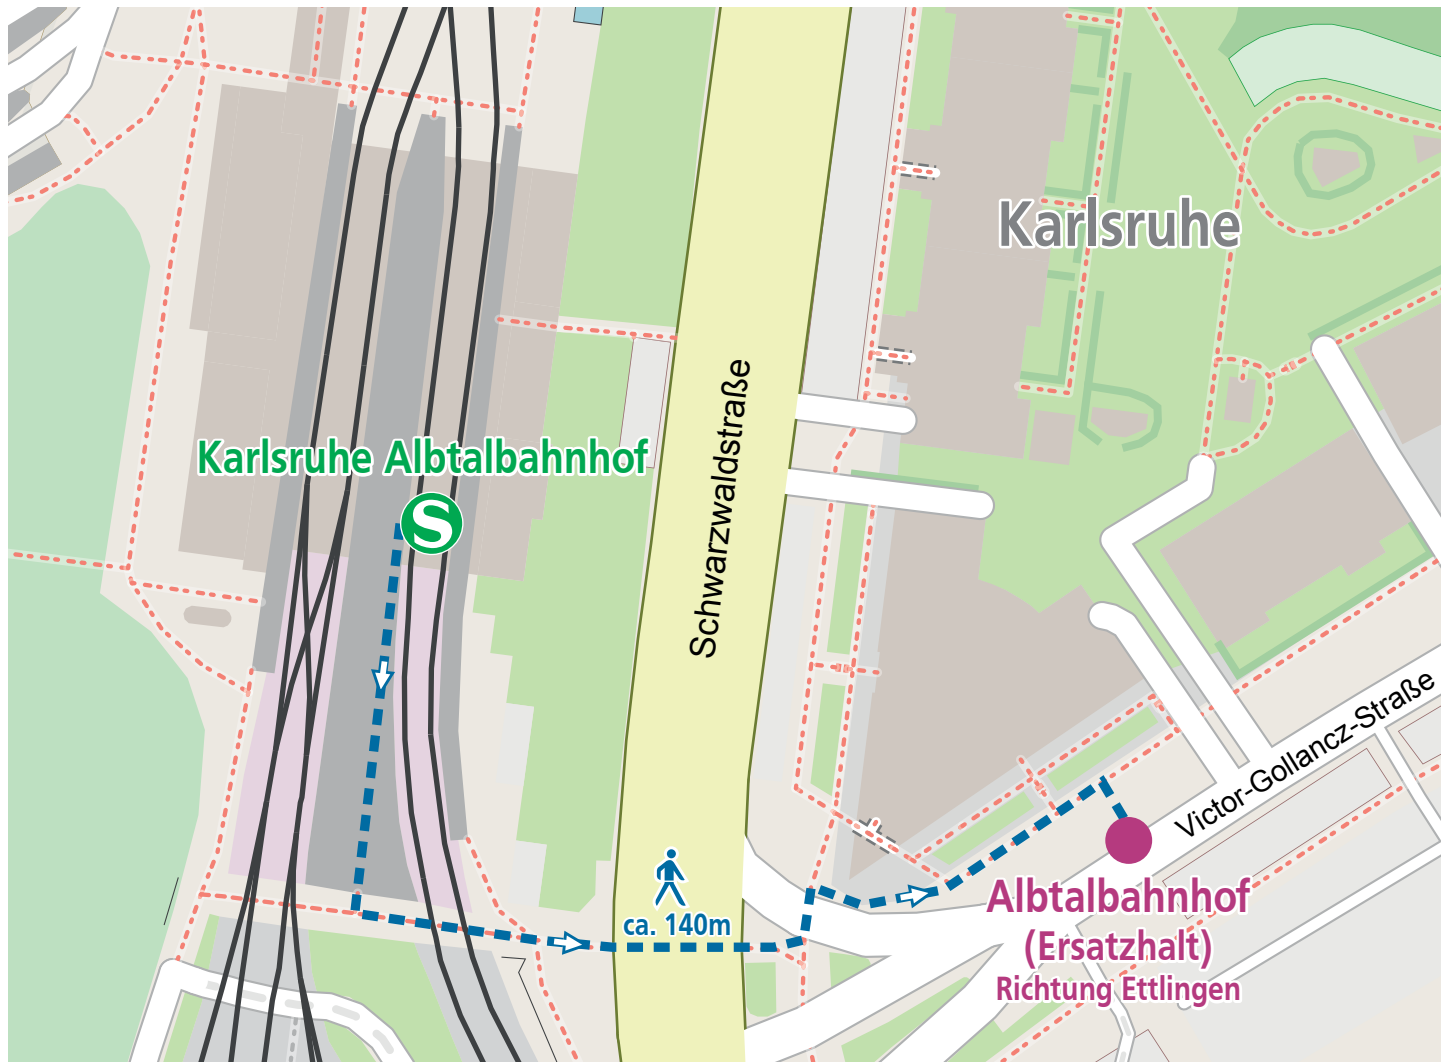 Karlsruhe
Karlsruhe Albtalbahnhof
S
Schwarzwaldstraße
Victor-Gollancz-Straße
ca. 140m
Albtalbahnhof
(Ersatzhalt)
Richtung Ettlingen